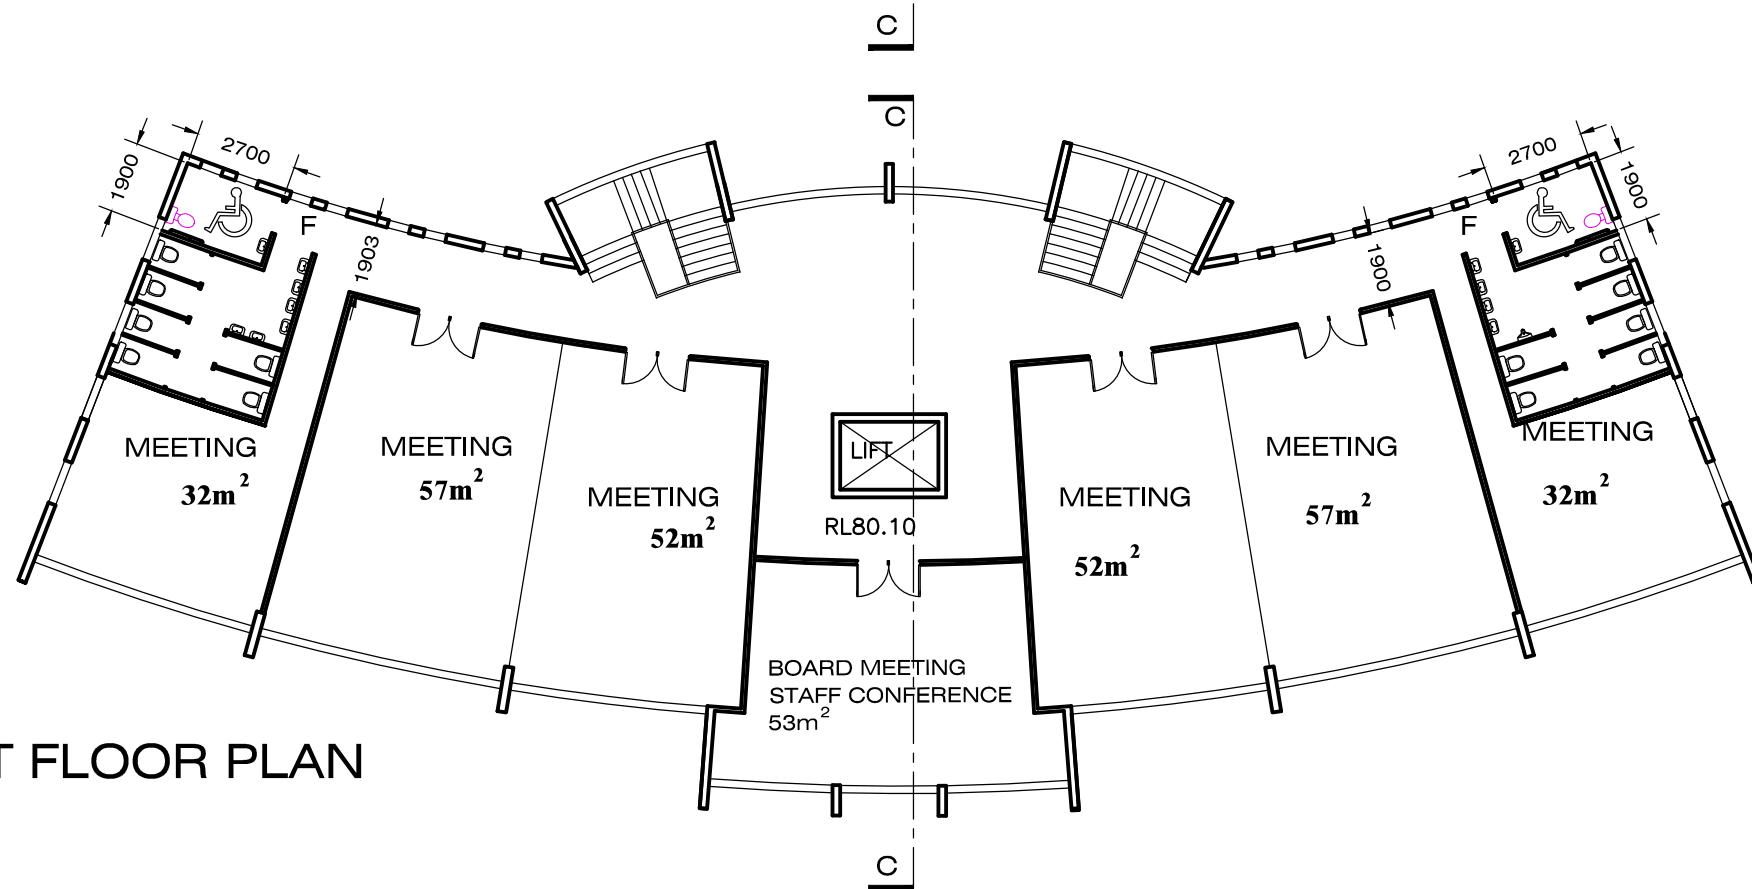 C
C
2700
1900
F
1903
2700
1900
F
1900
MEETING
32m²
MEETING
57m²
MEETING
52m²
LIFT
RL80.10
MEETING
52m²
MEETING
57m²
MEETING
32m²
BOARD MEETING
STAFF CONFERENCE
53m²
T FLOOR PLAN
C